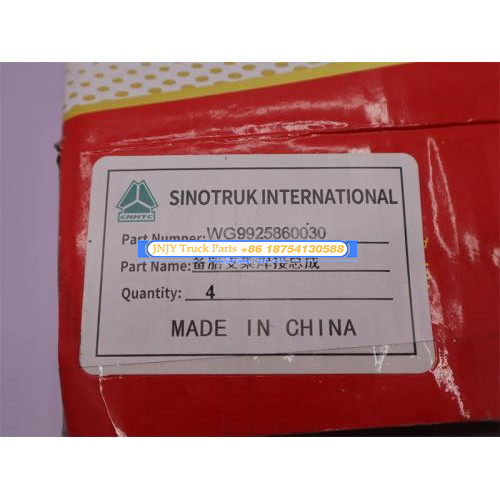 CNHTC
SINOTRUK INTERNATIONAL
Part Numner: WG9925860030
JNJY Truck Parts +86 18754130588
Part Name: 备胎支架焊接总成
Quantity: 4
MADE IN CHINA